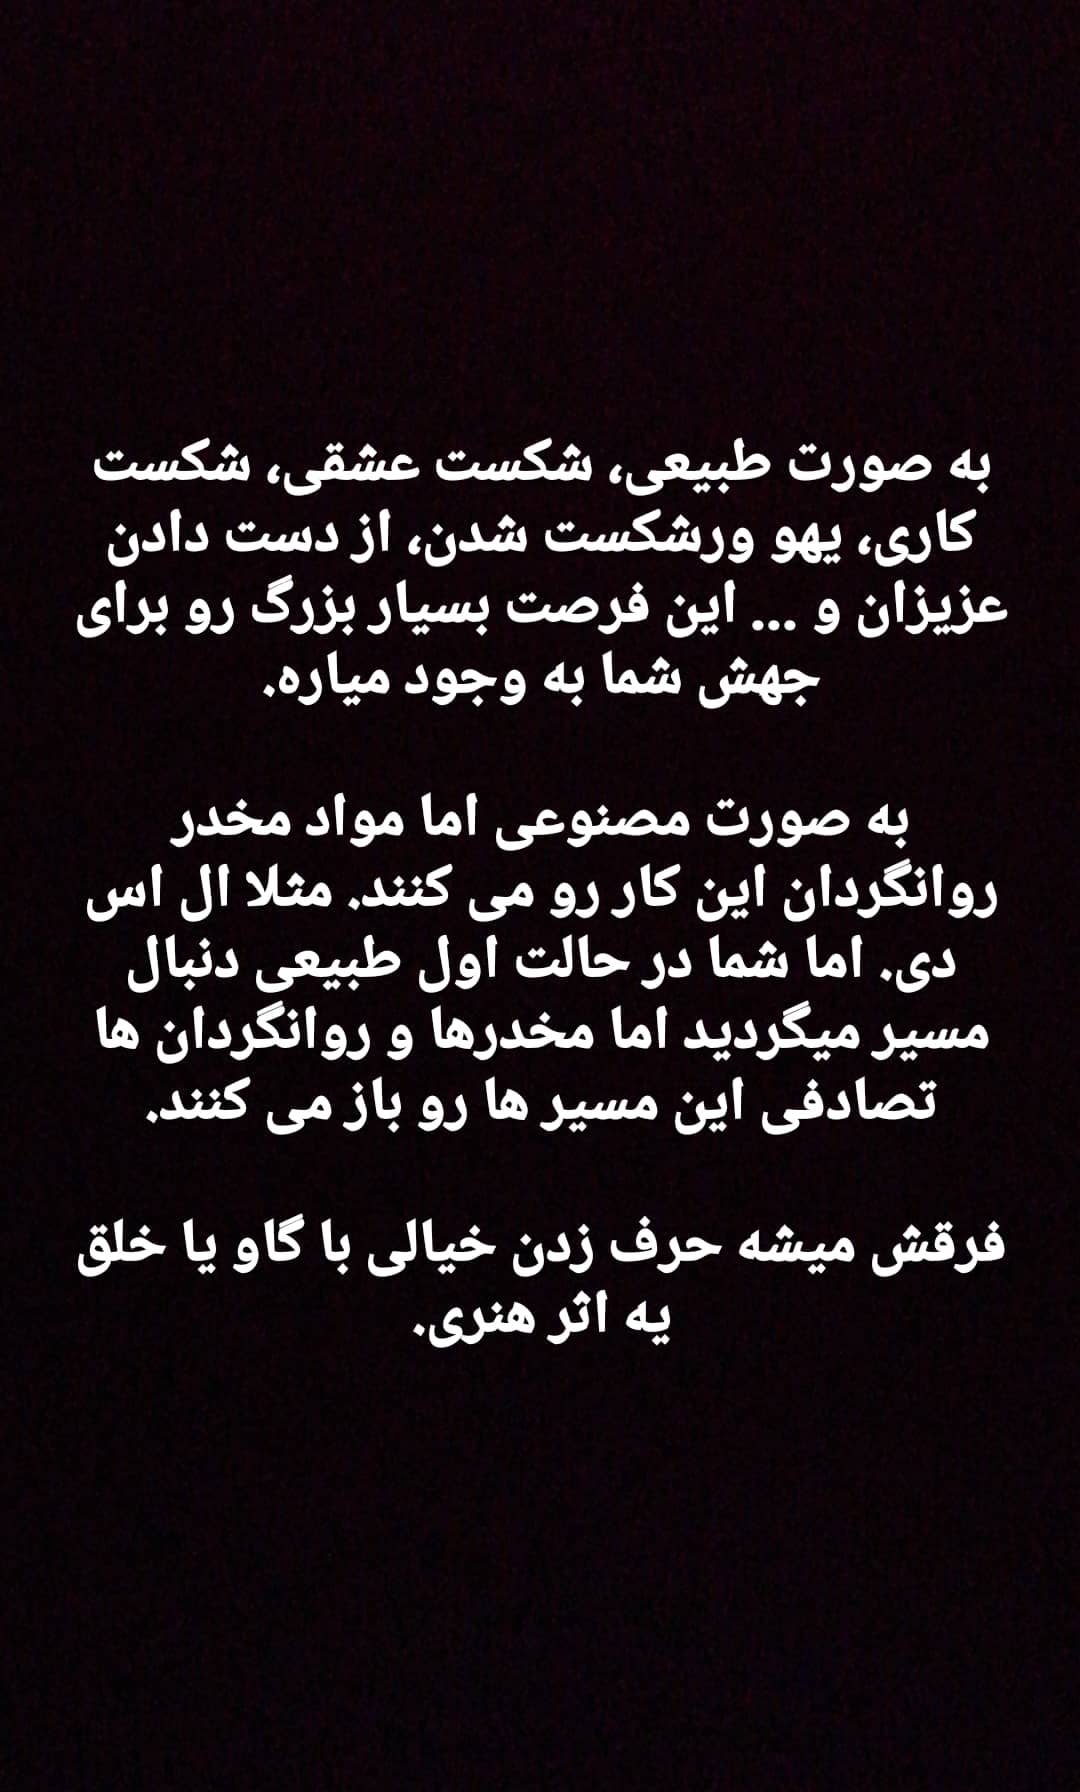 به صورت طبیعی، شکست عشقی، شکست
کاری، یهو ورشکست شدن، از دست دادن
عزیزان و ... این فرصت بسیار بزرگ رو برای
جهش شما به وجود میاره.
به صورت مصنوعی اما مواد مخدر
روانگردان این کار رو می کنند. مثلا ال اس
دی. اما شما در حالت اول طبیعی دنبال
مسیر میگردید اما مخدرها و روانگردان ها
تصادفی این مسیر ها رو باز می کنند.
فرقش میشه حرف زدن خیالی با گاو یا خلق
یه اثر هنری.